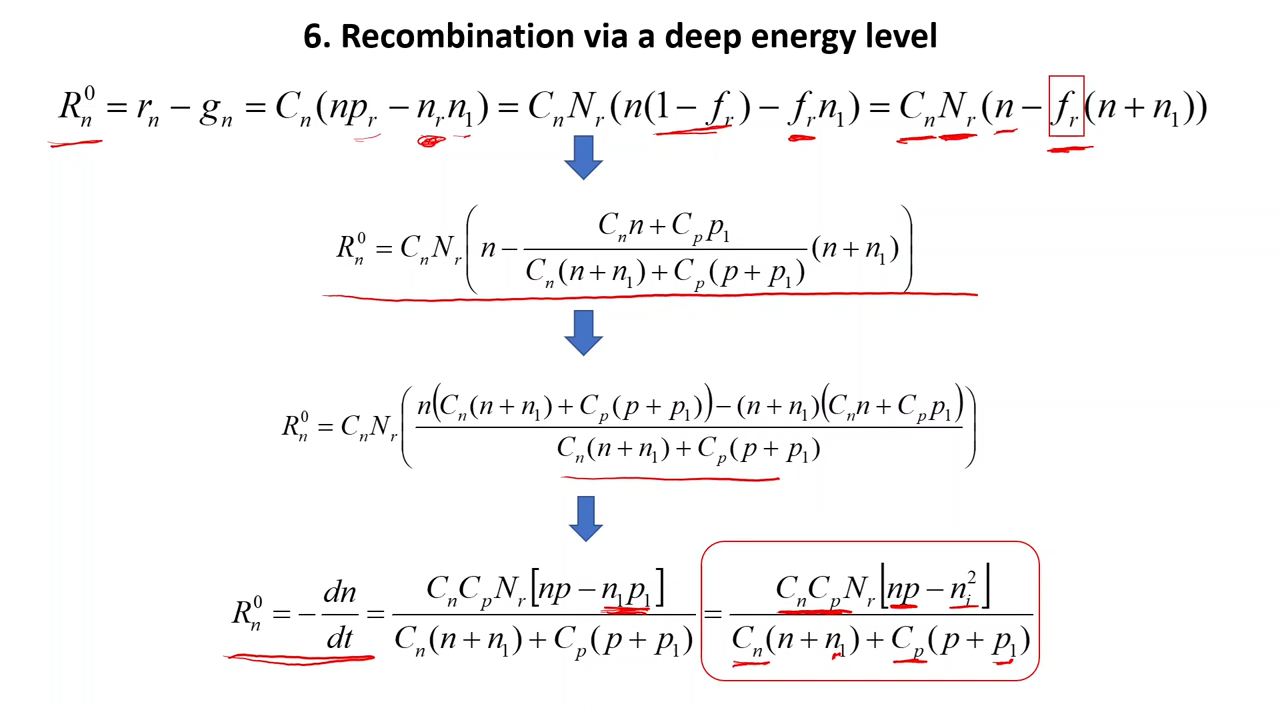 6. Recombination via a deep energy level
R_n^0 = r_n − g_n = C_n(np_r − n_r n_1) = C_n N_r(n(1 − f_r) − f_r n_1) = C_n N_r(n − f_r(n + n_1))
R_n^0 = C_n N_r (n − (C_n n + C_p p_1)/(C_n(n + n_1) + C_p(p + p_1)) (n + n_1))
R_n^0 = C_n N_r ((n(C_n(n + n_1) + C_p(p + p_1)) − (n + n_1)(C_n n + C_p p_1))/(C_n(n + n_1) + C_p(p + p_1)))
R_n^0 = − dn/dt = C_n C_p N_r[np − n_1 p_1]/(C_n(n + n_1) + C_p(p + p_1)) = C_n C_p N_r⌊np − n_i^2⌋/(C_n(n + n_1) + C_p(p + p_1))